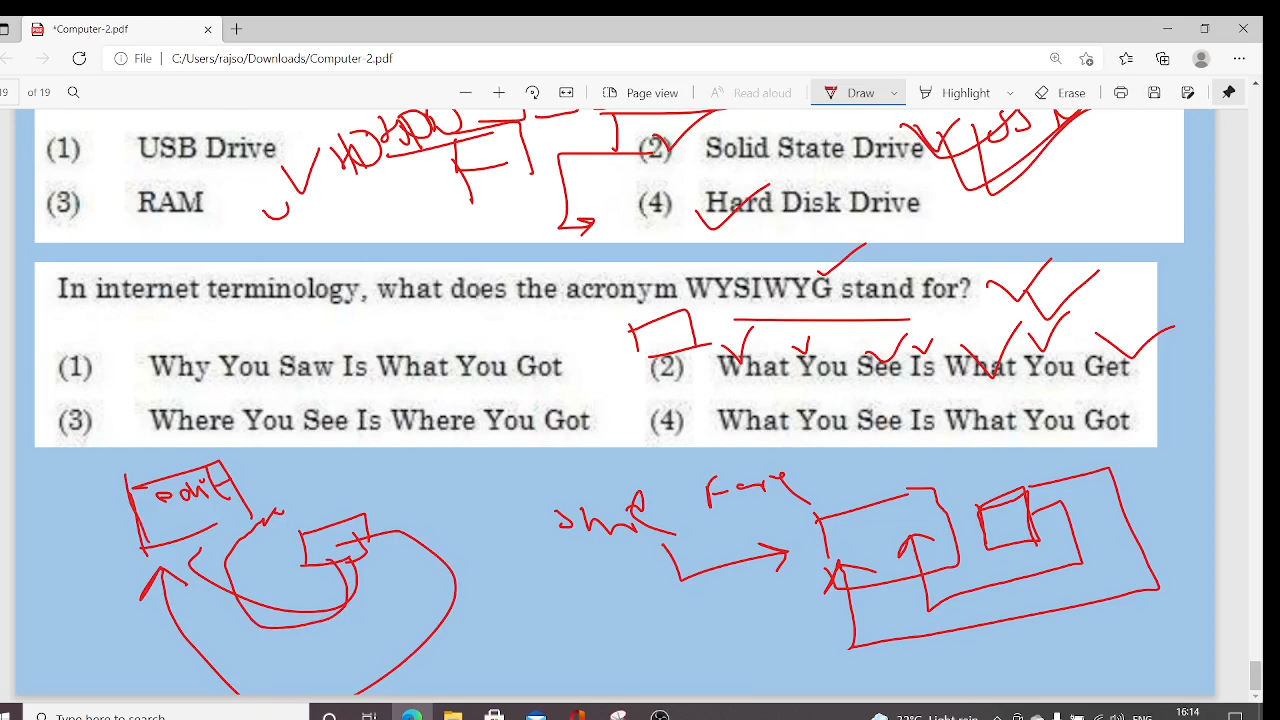 *Computer-2.pdf
File C:/Users/rajso/Downloads/Computer-2.pdf
19 of 19 Page view Read aloud Draw Highlight Erase
(1) USB Drive (2) Solid State Drive
(3) RAM (4) Hard Disk Drive
In internet terminology, what does the acronym WYSIWYG stand for?
(1) Why You Saw Is What You Got (2) What You See Is What You Get
(3) Where You See Is Where You Got (4) What You See Is What You Got
edit
16:14
Type here to search Light rain ENG